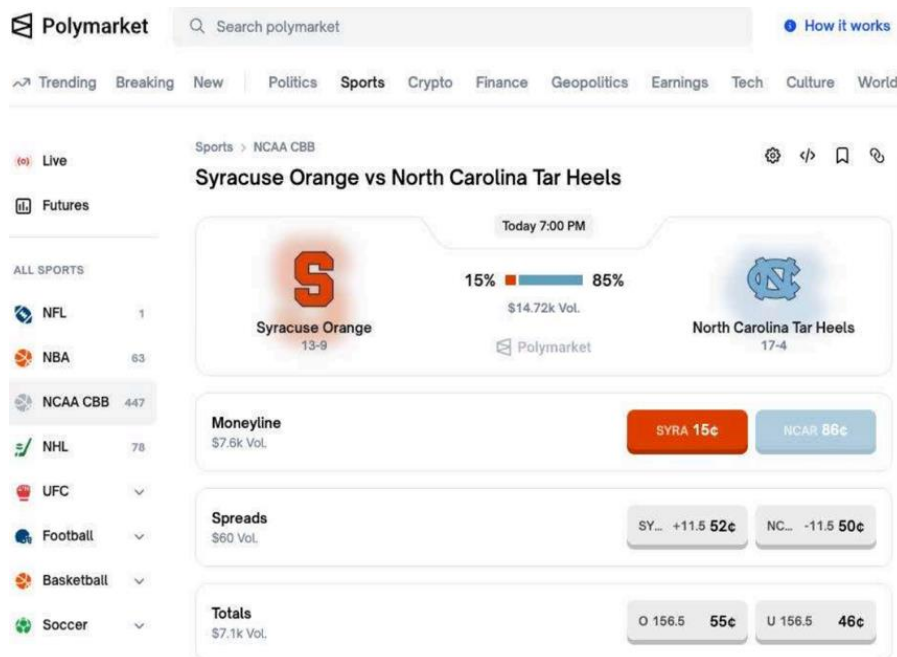 Polymarket
Search polymarket
How it works
Trending Breaking New Politics Sports Crypto Finance Geopolitics Earnings Tech Culture World
Live
Futures
ALL SPORTS
NFL 1
NBA 63
NCAA CBB 447
NHL 78
UFC
Football
Basketball
Soccer
Sports > NCAA CBB
Syracuse Orange vs North Carolina Tar Heels
Today 7:00 PM
S
Syracuse Orange
13-9
15% 85%
$14.72k Vol.
Polymarket
NC
North Carolina Tar Heels
17-4
Moneyline
$7.6k Vol.
SYRA 15¢ NCAR 86¢
Spreads
$60 Vol.
SY... +11.5 52¢ NC... -11.5 50¢
Totals
$7.1k Vol.
O 156.5 55¢ U 156.5 46¢